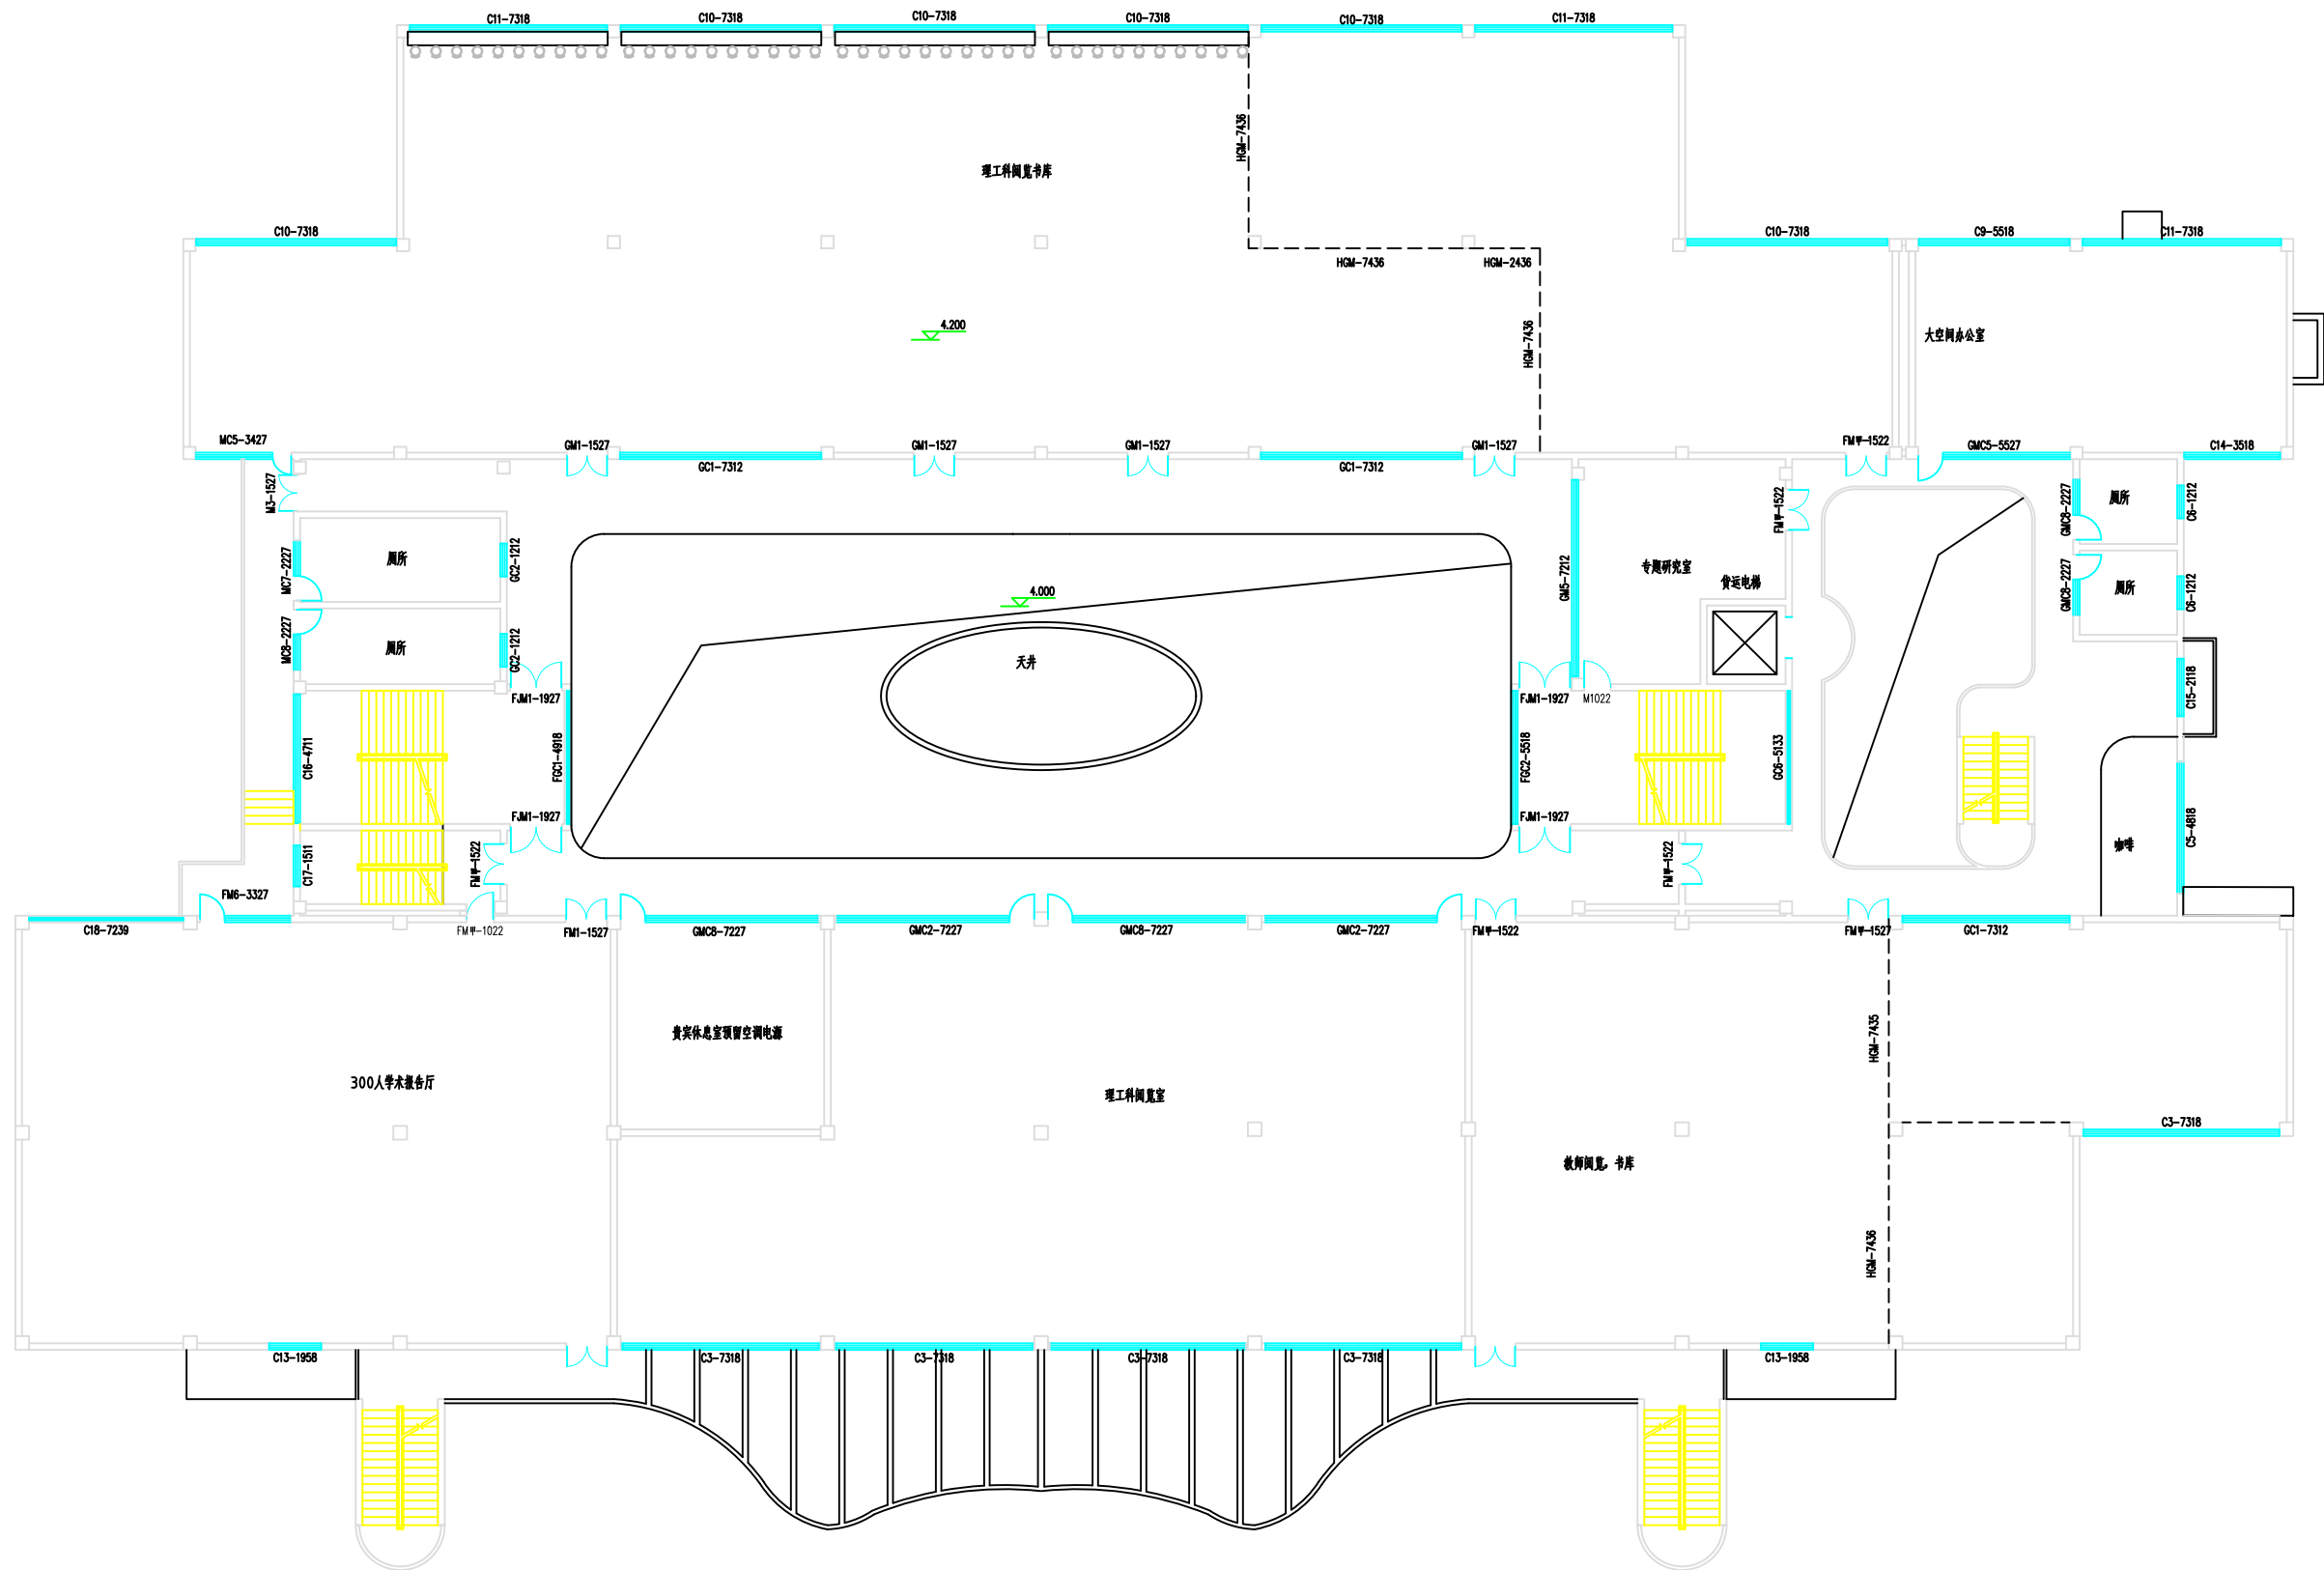 C11-7318
C10-7318
C10-7318
C10-7318
C10-7318
C11-7318
HGM-7436
理工科阅览书库
C10-7318
C10-7318
C9-5518
C11-7318
HGM-7436
HGM-2436
4.200
HGM-7436
大空间办公室
MC5-3427
GM1-1527
GC1-7312
GM1-1527
GM1-1527
GC1-7312
GM1-1527
FM甲-1522
GMC5-5527
C14-3518
M3-1527
FM甲-1522
GMC8-2227
厕所
C6-1212
MC7-2227
厕所
GC2-1212
GM5-7212
专题研究室
货运电梯
4.000
GMC8-2227
厕所
C6-1212
MC8-2227
厕所
GC2-1212
天井
FJM1-1927
FJM1-1927
M1022
C15-2118
C16-4711
FGC1-4918
FGC2-5518
GC6-5133
FJM1-1927
FJM1-1927
C5-4818
咖啡
C17-1511
FM甲-1522
FM甲-1522
FM6-3327
C18-7239
FM甲-1022
FM1-1527
GMC8-7227
GMC2-7227
GMC8-7227
GMC2-7227
FM甲-1522
FM甲-1527
GC1-7312
贵宾休息室预留空调电源
HGM-7435
300人学术报告厅
理工科阅览室
C3-7318
教师阅览。书库
HGM-7436
C13-1958
C3-7318
C3-7318
C3-7318
C3-7318
C13-1958